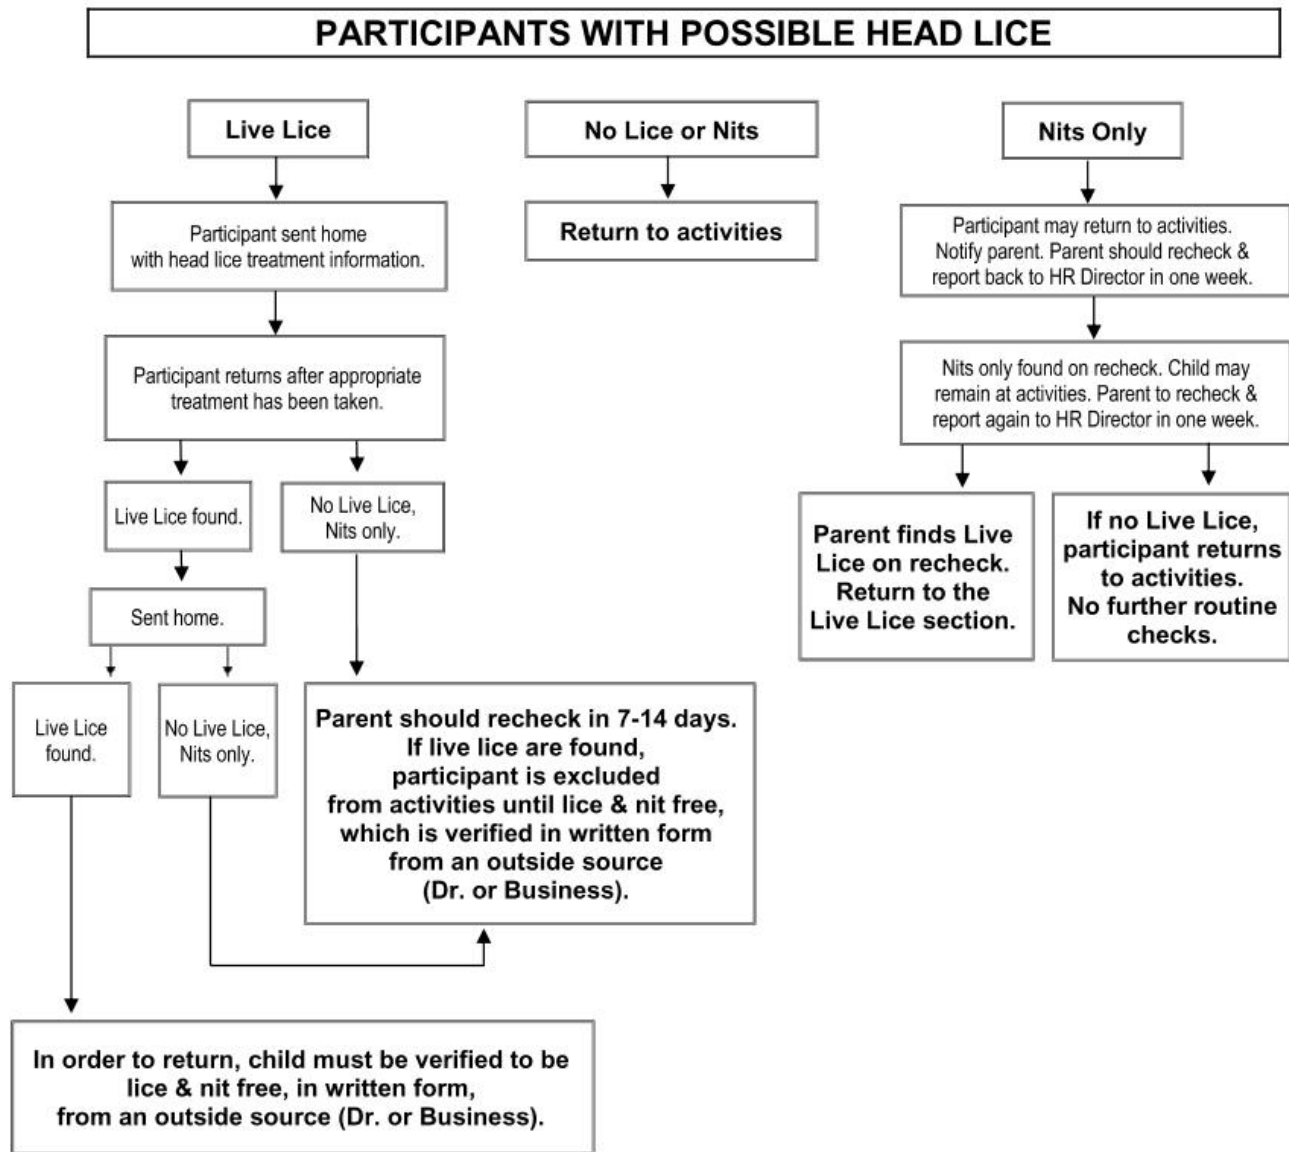 PARTICIPANTS WITH POSSIBLE HEAD LICE
Live Lice
Participant sent home
with head lice treatment information.
Participant returns after appropriate
treatment has been taken.
Live Lice found.
No Live Lice,
Nits only.
Sent home.
Live Lice
found.
No Live Lice,
Nits only.
Parent should recheck in 7-14 days.
If live lice are found,
participant is excluded
from activities until lice & nit free,
which is verified in written form
from an outside source
(Dr. or Business).
In order to return, child must be verified to be
lice & nit free, in written form,
from an outside source (Dr. or Business).
No Lice or Nits
Return to activities
Nits Only
Participant may return to activities.
Notify parent. Parent should recheck &
report back to HR Director in one week.
Nits only found on recheck. Child may
remain at activities. Parent to recheck &
report again to HR Director in one week.
Parent finds Live
Lice on recheck.
Return to the
Live Lice section.
If no Live Lice,
participant returns
to activities.
No further routine
checks.